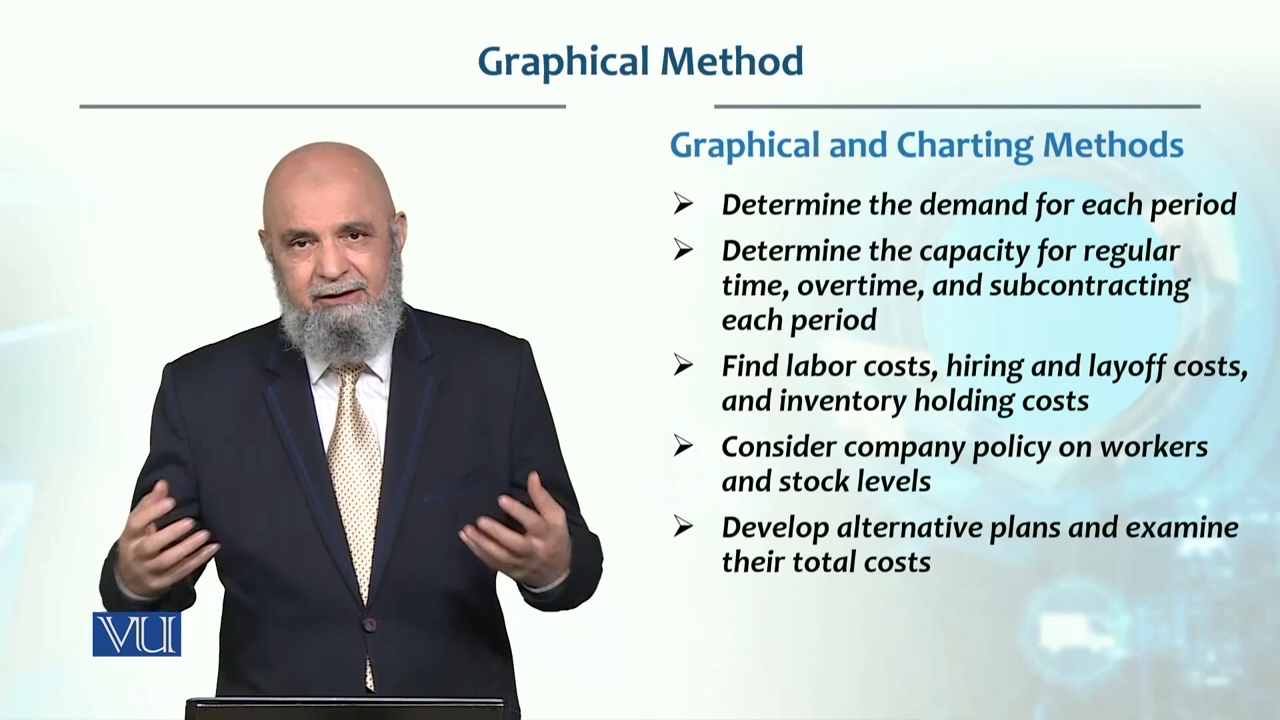 Graphical Method
Graphical and Charting Methods
Determine the demand for each period
Determine the capacity for regular
time, overtime, and subcontracting
each period
Find labor costs, hiring and layoff costs,
and inventory holding costs
Consider company policy on workers
and stock levels
Develop alternative plans and examine
their total costs
VU